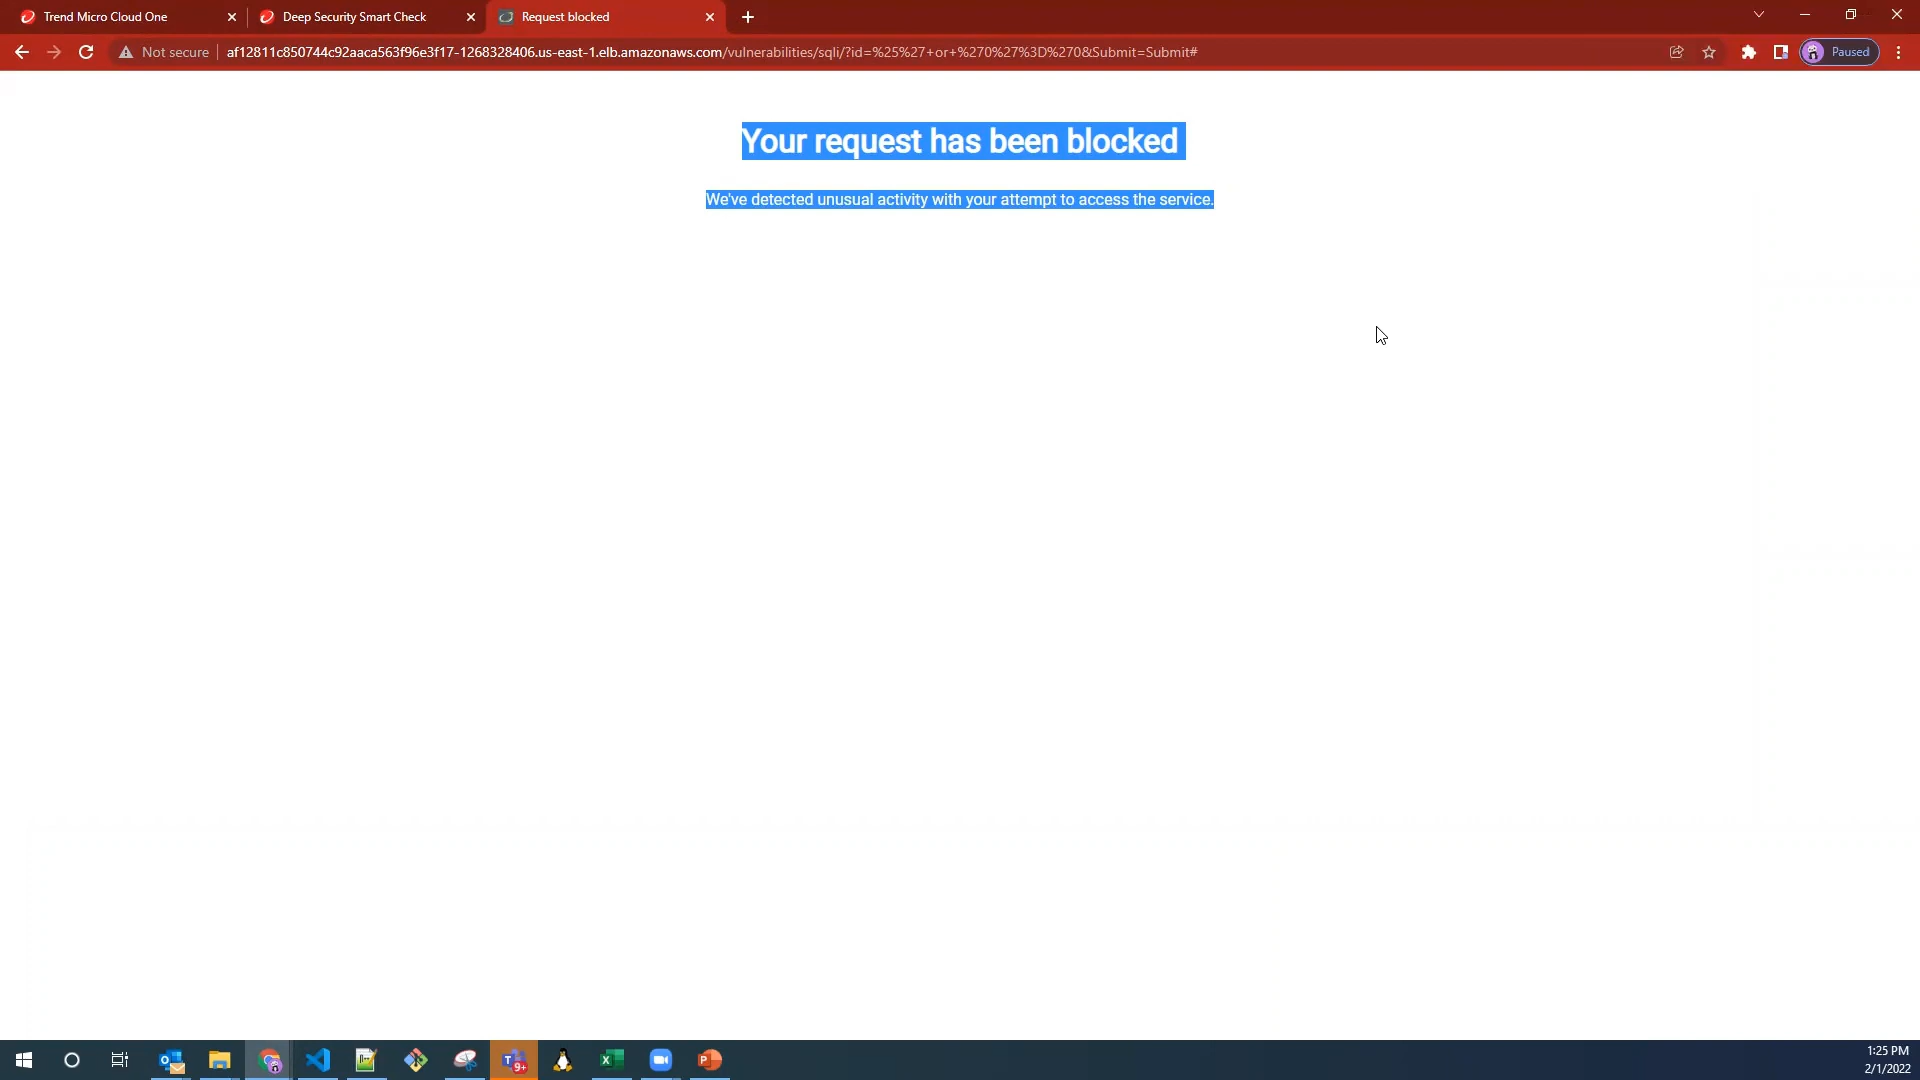 Trend Micro Cloud One
Deep Security Smart Check
Request blocked
Not secure
af12811c850744c92aaca563f96e3f17-1268328406.us-east-1.elb.amazonaws.com/vulnerabilities/sqli/?id=%25%27+or+%270%27%3D%270&Submit=Submit#
Paused
Your request has been blocked
We've detected unusual activity with your attempt to access the service.
9+
1:25 PM
2/1/2022